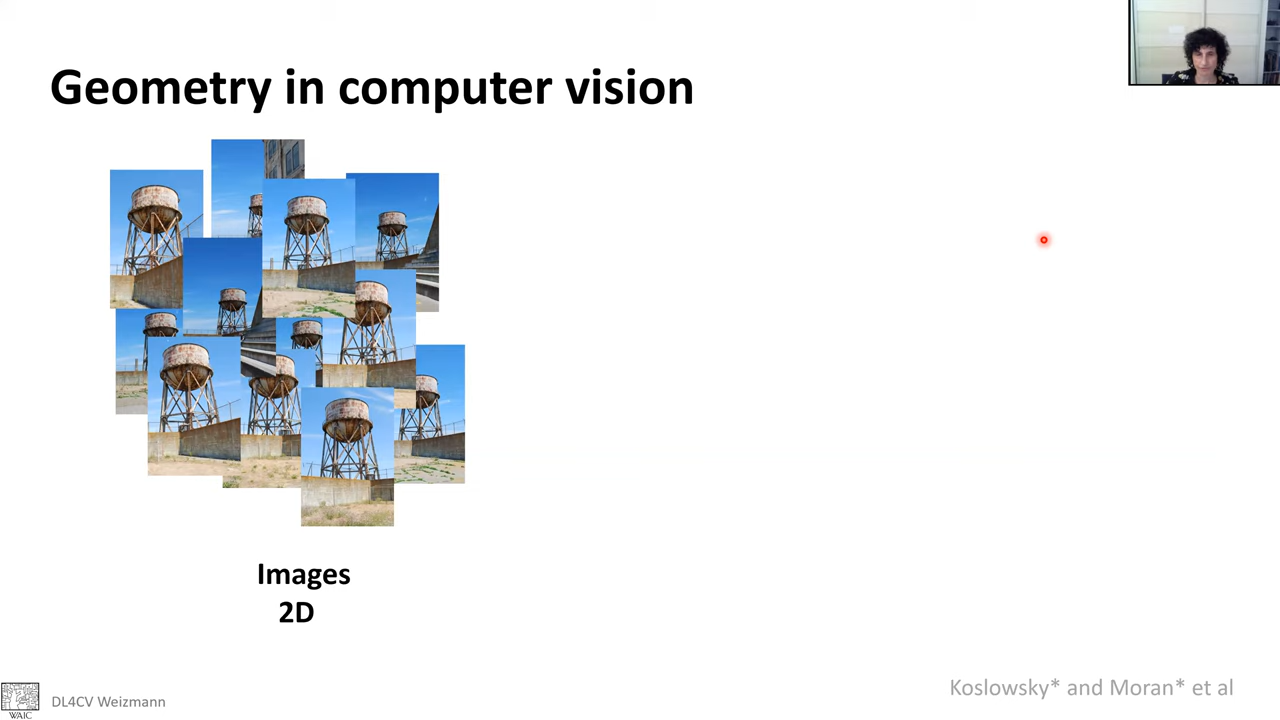 Geometry in computer vision
Images
2D
WAIC
DL4CV Weizmann
Koslowsky* and Moran* et al